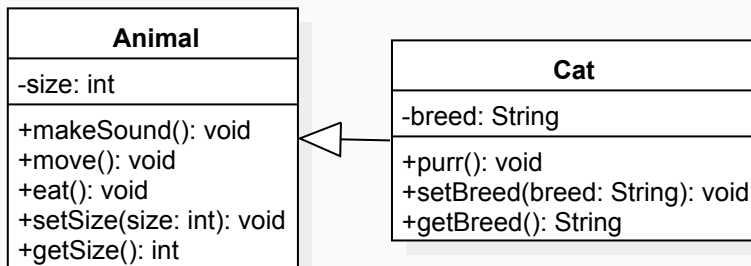 Animal
-size: int
+makeSound(): void
+move(): void
+eat(): void
+setSize(size: int): void
+getSize(): int
Cat
-breed: String
+purr(): void
+setBreed(breed: String): void
+getBreed(): String